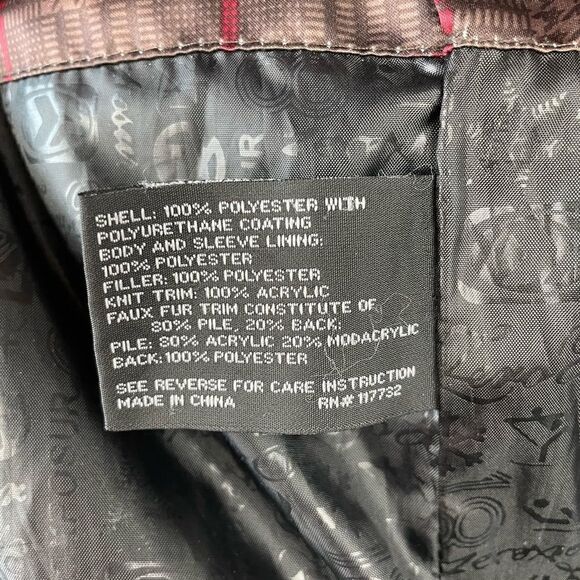 SHELL: 100% POLYESTER WITH
POLYURETHANE COATING
BODY AND SLEEVE LINING:
100% POLYESTER
FILLER: 100% POLYESTER
KNIT TRIM: 100% ACRYLIC
FAUX FUR TRIM CONSTITUTE OF
80% PILE, 20% BACK:
PILE: 80% ACRYLIC 20% MODACRYLIC
BACK:100% POLYESTER
SEE REVERSE FOR CARE INSTRUCTION
MADE IN CHINA RN# 117732